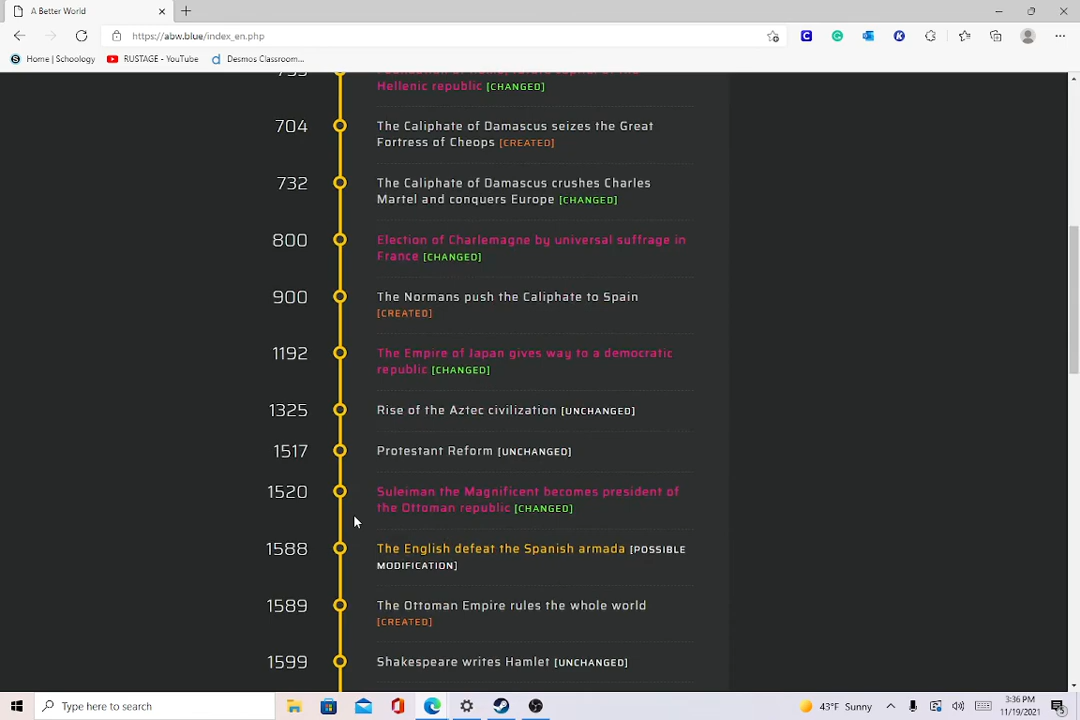 A Better World
https://abw.blue/index_en.php
Home | Schoology
RUSTAGE - YouTube
Desmos Classroom...
Hellenic republic [CHANGED]
704
The Caliphate of Damascus seizes the Great
Fortress of Cheops [CREATED]
732
The Caliphate of Damascus crushes Charles
Martel and conquers Europe [CHANGED]
800
Election of Charlemagne by universal suffrage in
France [CHANGED]
900
The Normans push the Caliphate to Spain
[CREATED]
1192
The Empire of Japan gives way to a democratic
republic [CHANGED]
1325
Rise of the Aztec civilization [UNCHANGED]
1517
Protestant Reform [UNCHANGED]
1520
Suleiman the Magnificent becomes president of
the Ottoman republic [CHANGED]
1588
The English defeat the Spanish armada [POSSIBLE
MODIFICATION]
1589
The Ottoman Empire rules the whole world
[CREATED]
1599
Shakespeare writes Hamlet [UNCHANGED]
Type here to search
43°F Sunny
3:36 PM
11/19/2021